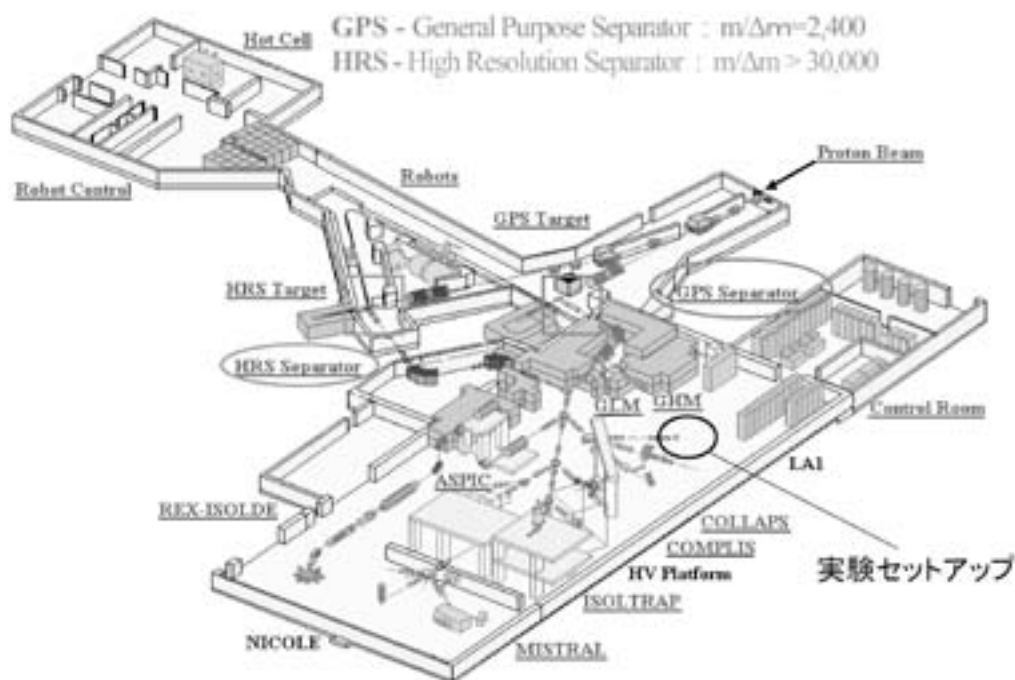 GPS - General Purpose Separator : m/Δm=2,400
HRS - High Resolution Separator : m/Δm > 30,000
Hot Cell
Proton Beam
Robot Control
Robots
GPS Target
HRS Target
GPS Separator
HRS Separator
GLM
GHM
Control Room
ASPIC
LA1
REX-ISOLDE
COLLAPS
COMPLIS
HV Platform
実験セットアップ
ISOLTRAP
NICOLE
MISTRAL